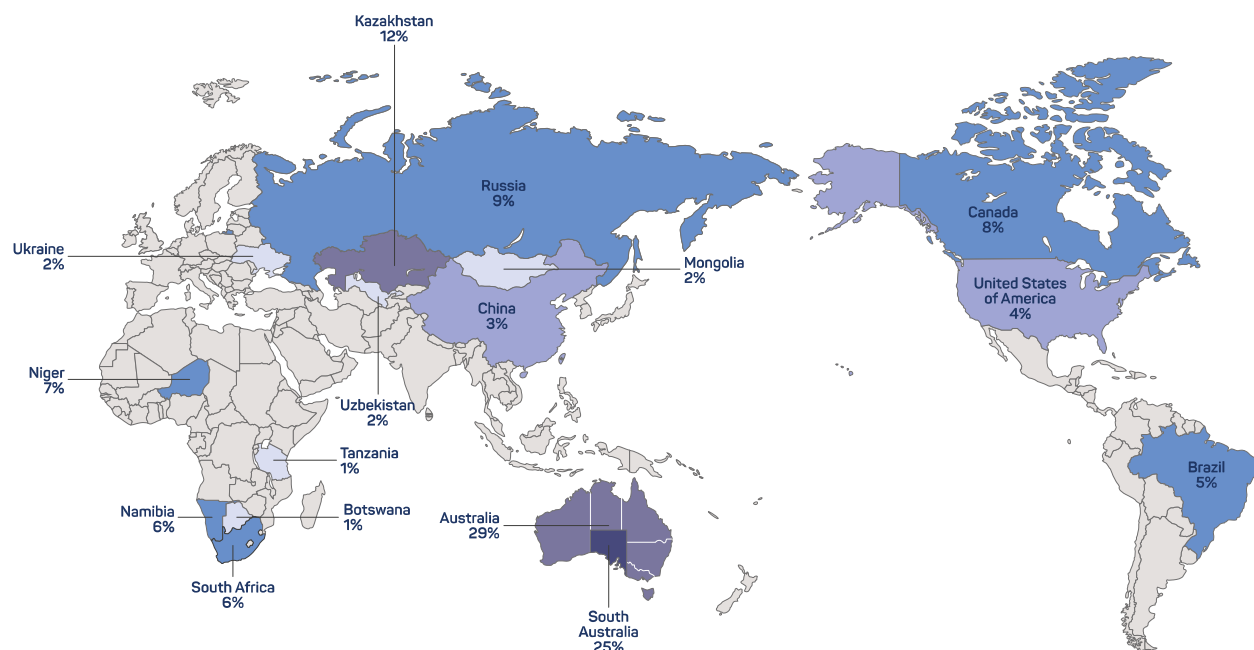 Kazakhstan
12%
Russia
9%
Canada
8%
Ukraine
2%
Mongolia
2%
United States
of America
4%
China
3%
Niger
7%
Uzbekistan
2%
Tanzania
1%
Brazil
5%
Namibia
6%
Botswana
1%
Australia
29%
South Africa
6%
South
Australia
25%